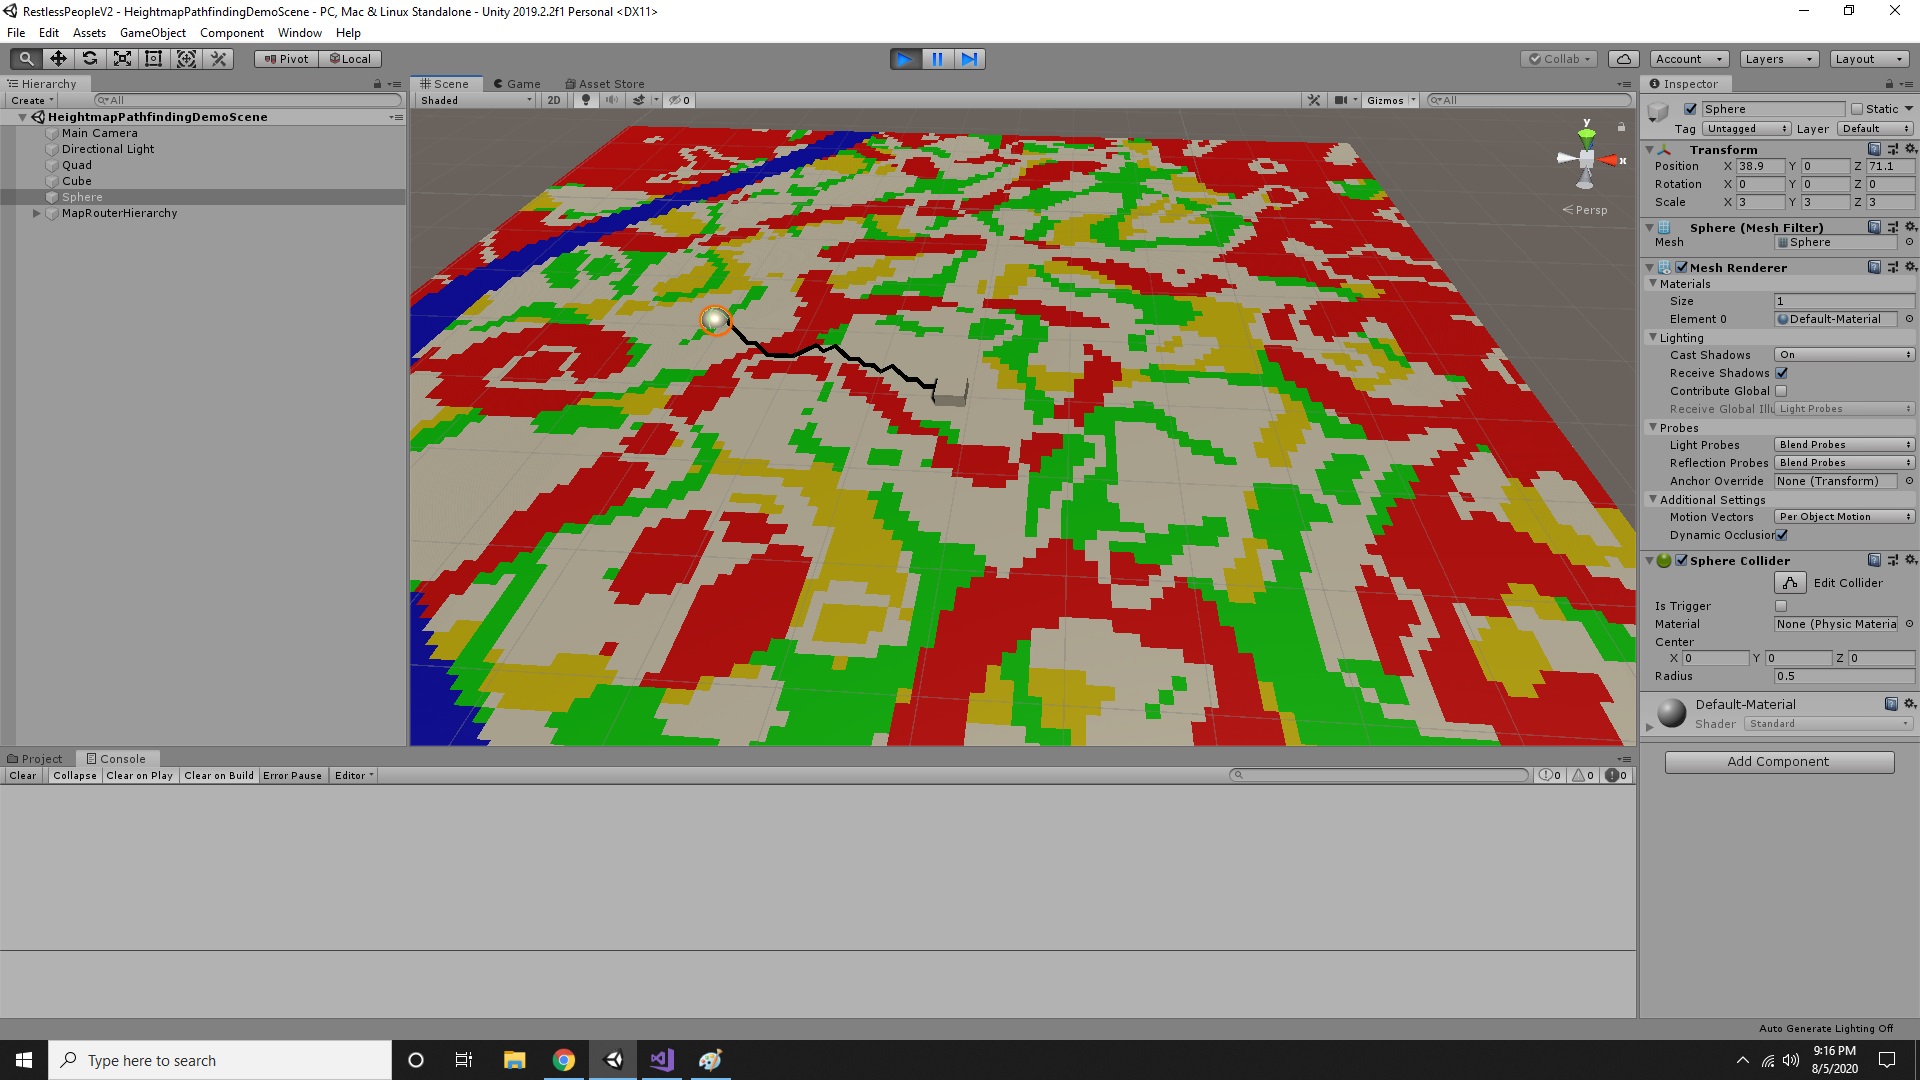 RestlessPeopleV2 - HeightmapPathfindingDemoScene - PC, Mac & Linux Standalone - Unity 2019.2.2f1 Personal <DX11>
File Edit Assets GameObject Component Window Help
Pivot Local Collab Account Layers Layout
Hierarchy
Create All
HeightmapPathfindingDemoScene
Main Camera
Directional Light
Quad
Cube
Sphere
MapRouterHierarchy
Scene Game Asset Store
Shaded 2D 0 Gizmos All
y
x
Persp
Inspector
Sphere Static
Tag Untagged Layer Default
Transform
Position X 38.9 Y 0 Z 71.1
Rotation X 0 Y 0 Z 0
Scale X 3 Y 3 Z 3
Sphere (Mesh Filter)
Mesh Sphere
Mesh Renderer
Materials
Size 1
Element 0 Default-Material
Lighting
Cast Shadows On
Receive Shadows
Contribute Global
Receive Global Illu Light Probes
Probes
Light Probes Blend Probes
Reflection Probes Blend Probes
Anchor Override None (Transform)
Additional Settings
Motion Vectors Per Object Motion
Dynamic Occlusion
Sphere Collider
Edit Collider
Is Trigger
Material None (Physic Materia
Center
X 0 Y 0 Z 0
Radius 0.5
Default-Material
Shader Standard
Add Component
Project Console
Clear Collapse Clear on Play Clear on Build Error Pause Editor 0 0 0
Auto Generate Lighting Off
Type here to search
9:16 PM
8/5/2020